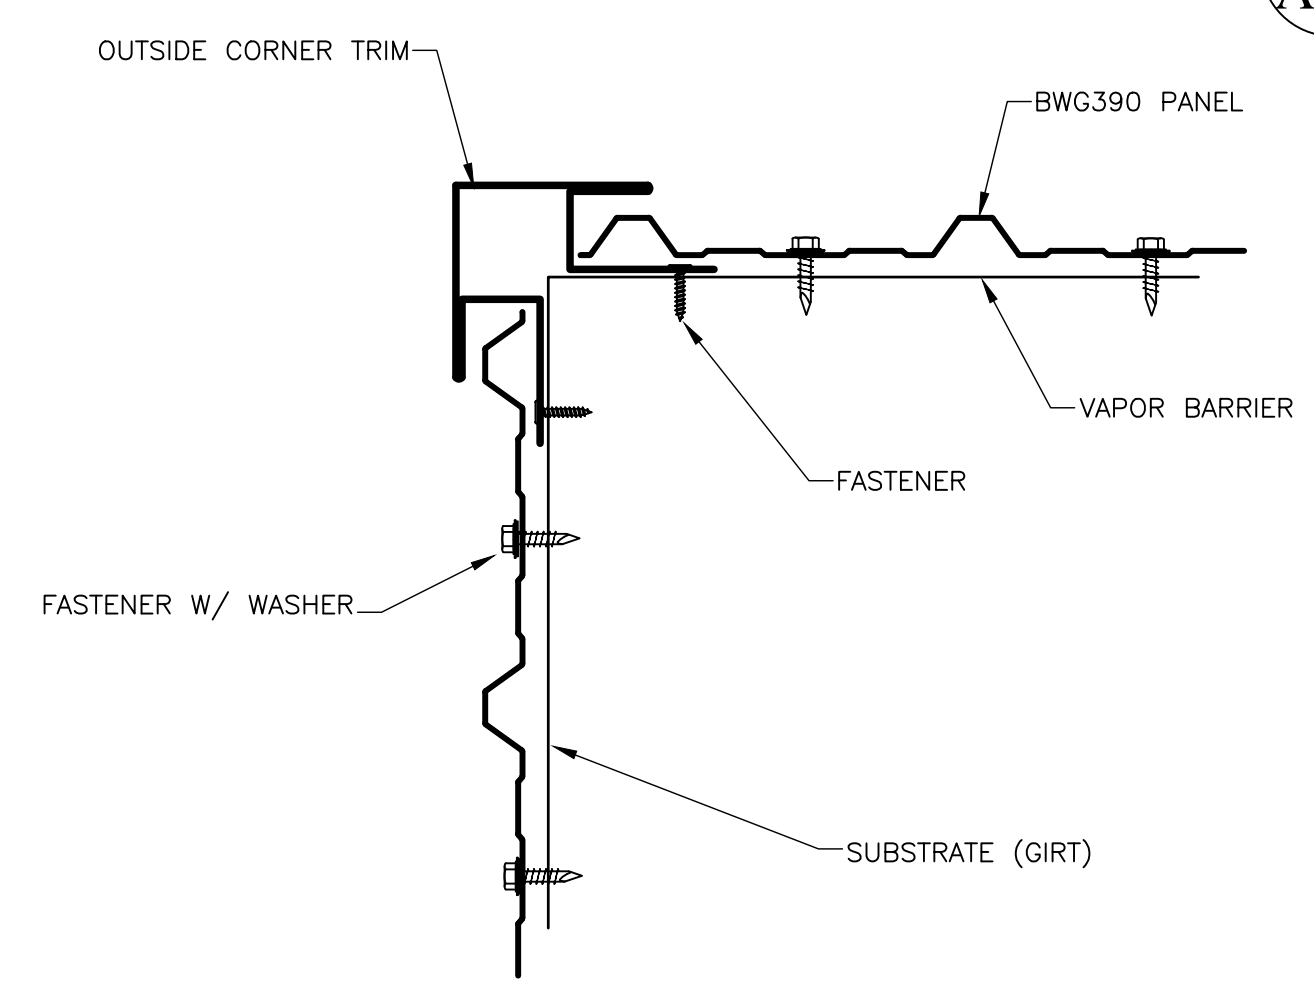 A
OUTSIDE CORNER TRIM
BWG390 PANEL
VAPOR BARRIER
FASTENER
FASTENER W/ WASHER
SUBSTRATE (GIRT)